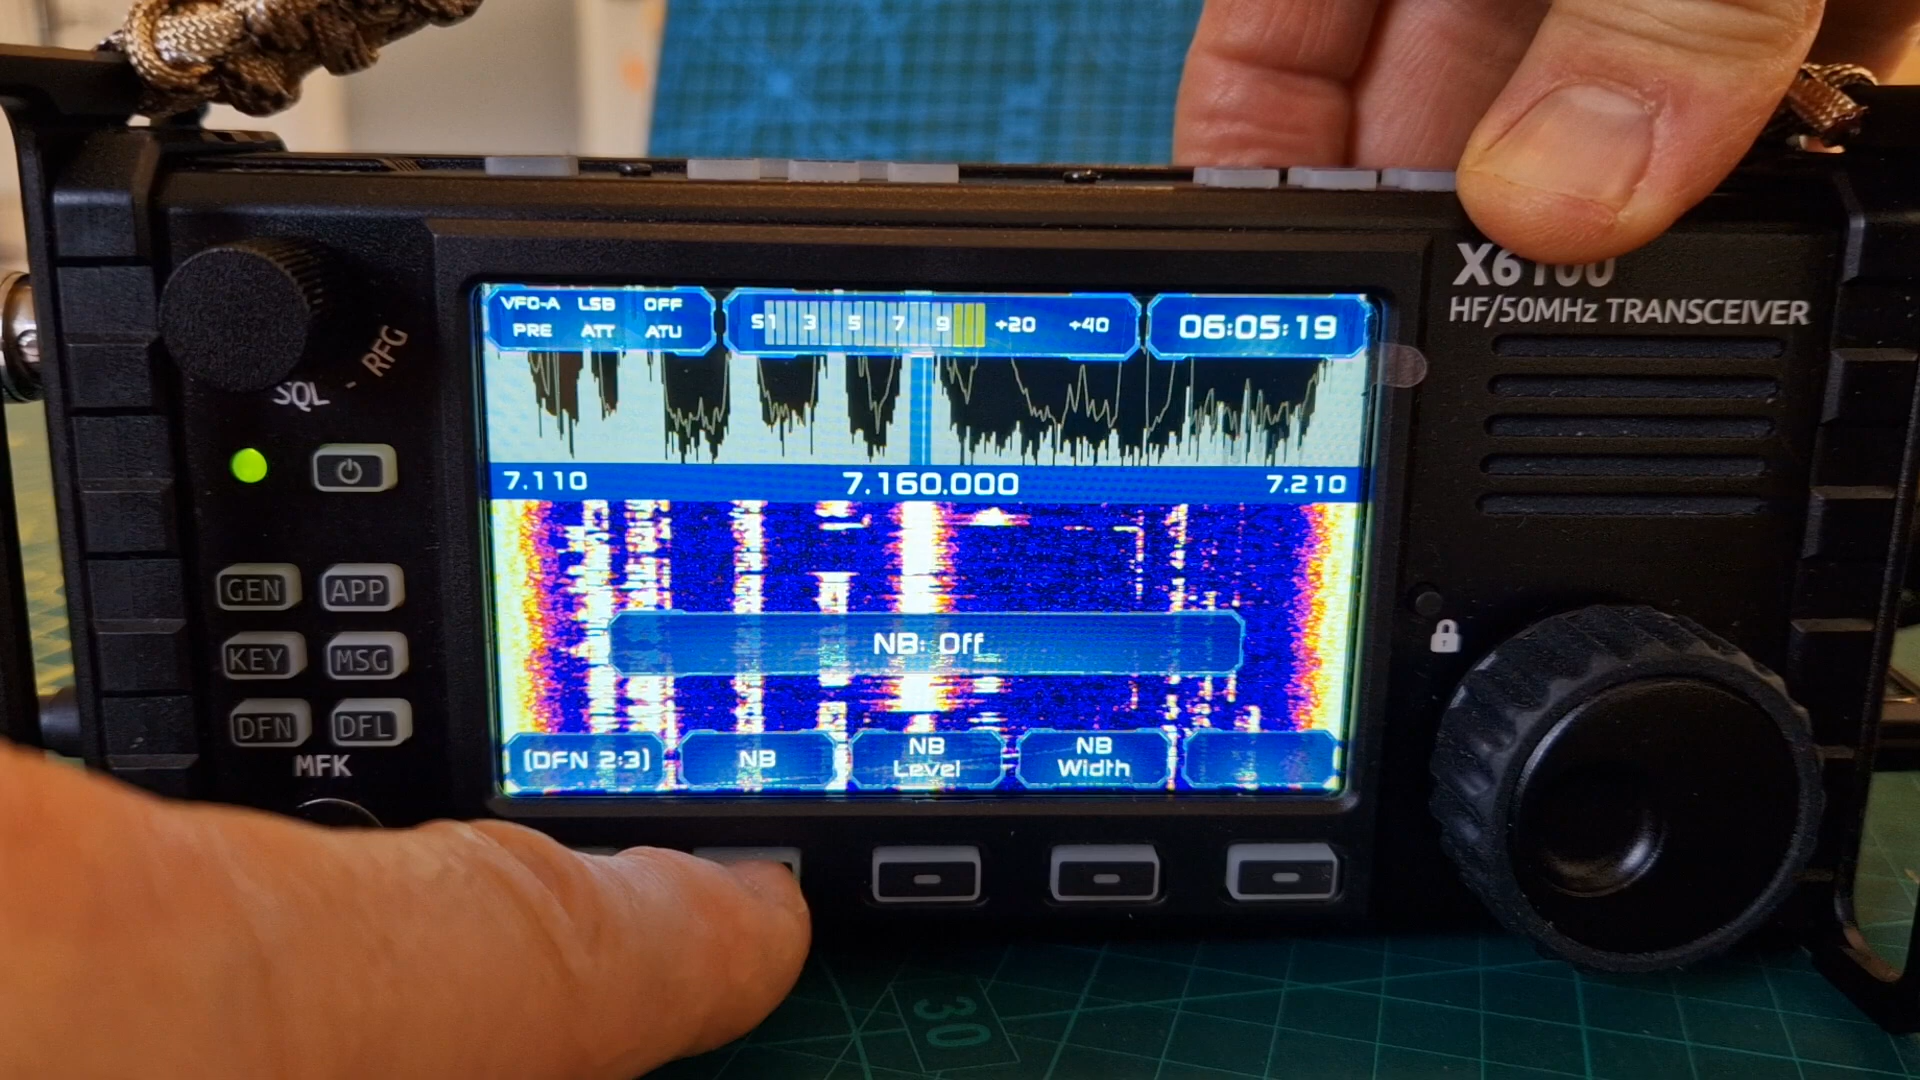 X6100
HF/50MHz TRANSCEIVER
VFO-A LSB OFF
PRE ATT ATU
S1 3 5 7 9 +20 +40
06:05:19
SQL - RFG
7.110 7.160.000 7.210
GEN APP
KEY MSG
DFN DFL
MFK
NB: Off
(DFN 2:3)
NB
NB
Level
NB
Width
30